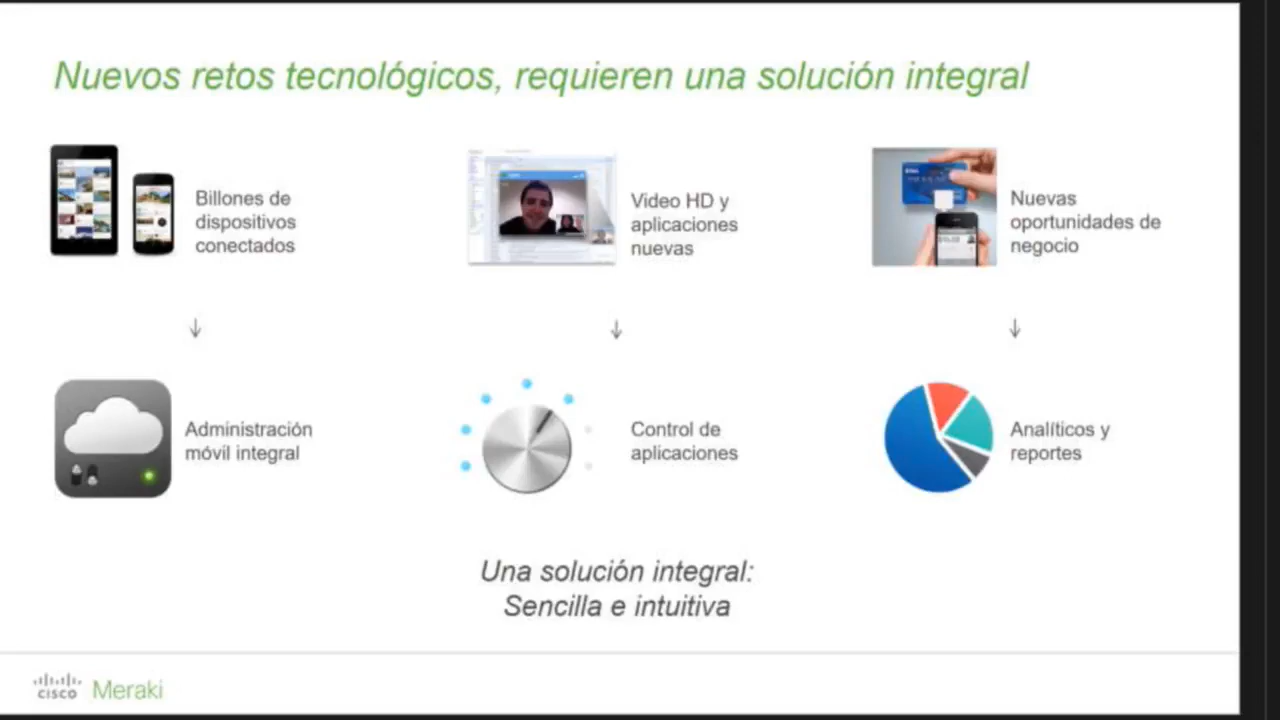 Nuevos retos tecnológicos, requieren una solución integral
Billones de
dispositivos
conectados
Video HD y
aplicaciones
nuevas
Nuevas
oportunidades de
negocio
Administración
móvil integral
Control de
aplicaciones
Analíticos y
reportes
Una solución integral:
Sencilla e intuitiva
cisco Meraki